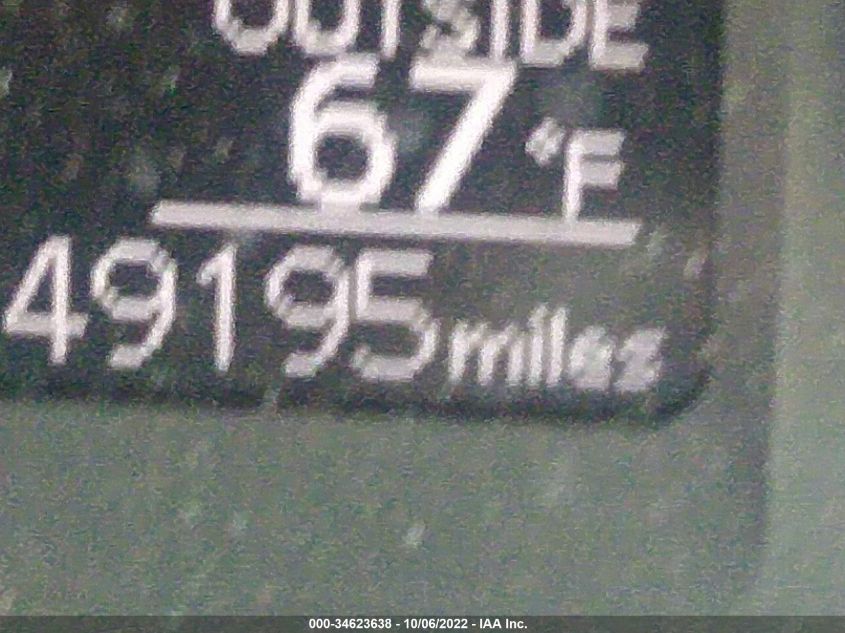 OUTSIDE
67°F
49195 miles
000-34623638 - 10/06/2022 - IAA Inc.